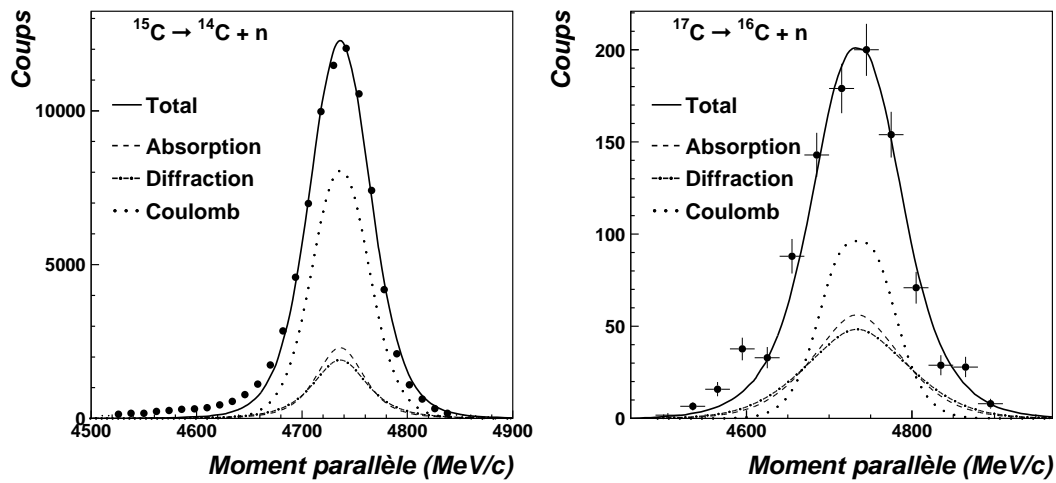 Coups
¹⁵C → ¹⁴C + n
Total
Absorption
Diffraction
Coulomb
10000
5000
0
4500 4600 4700 4800 4900
Moment parallèle (MeV/c)
Coups
¹⁷C → ¹⁶C + n
Total
Absorption
Diffraction
Coulomb
200
150
100
50
0
4600 4800
Moment parallèle (MeV/c)